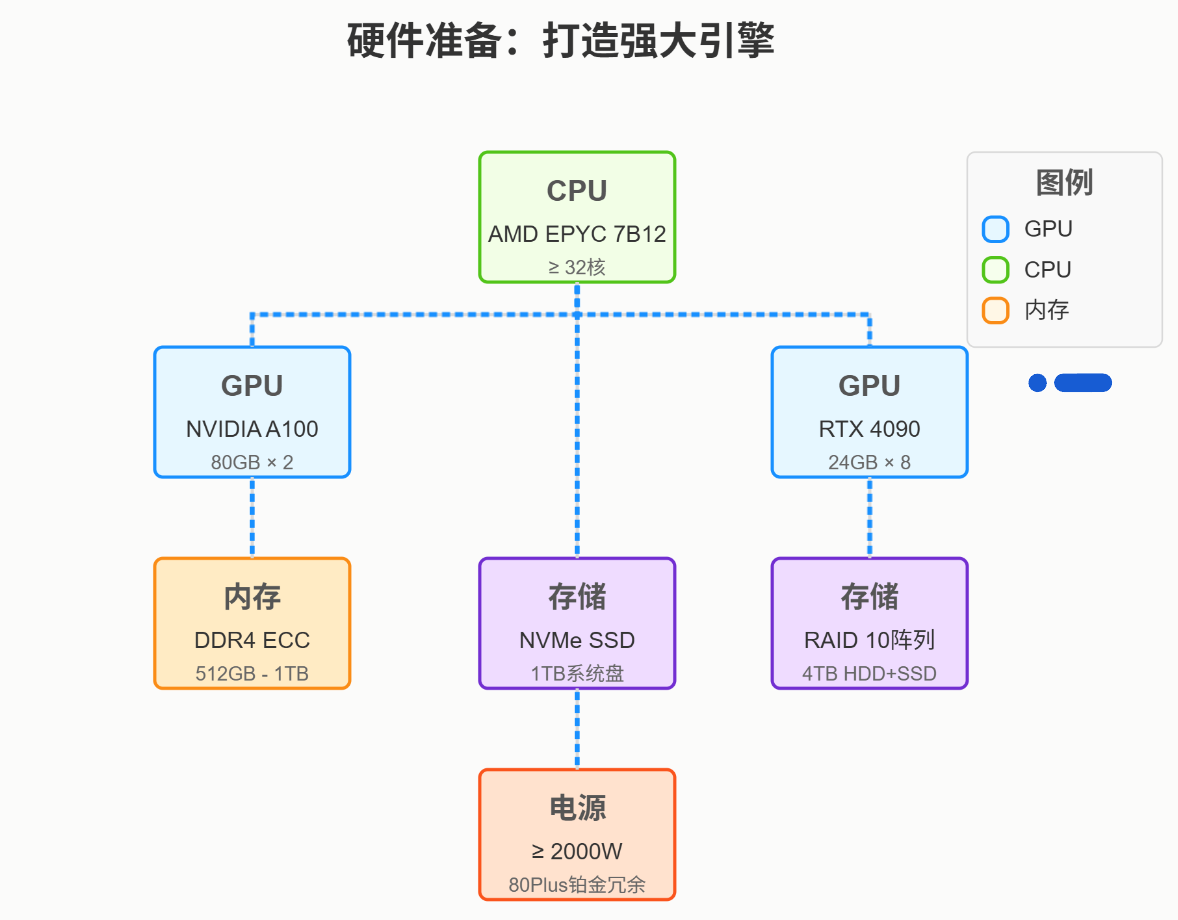 硬件准备：打造强大引擎
CPU
AMD EPYC 7B12
≥ 32核
图例
GPU
CPU
内存
GPU
NVIDIA A100
80GB × 2
GPU
RTX 4090
24GB × 8
内存
DDR4 ECC
512GB - 1TB
存储
NVMe SSD
1TB系统盘
存储
RAID 10阵列
4TB HDD+SSD
电源
≥ 2000W
80Plus铂金冗余